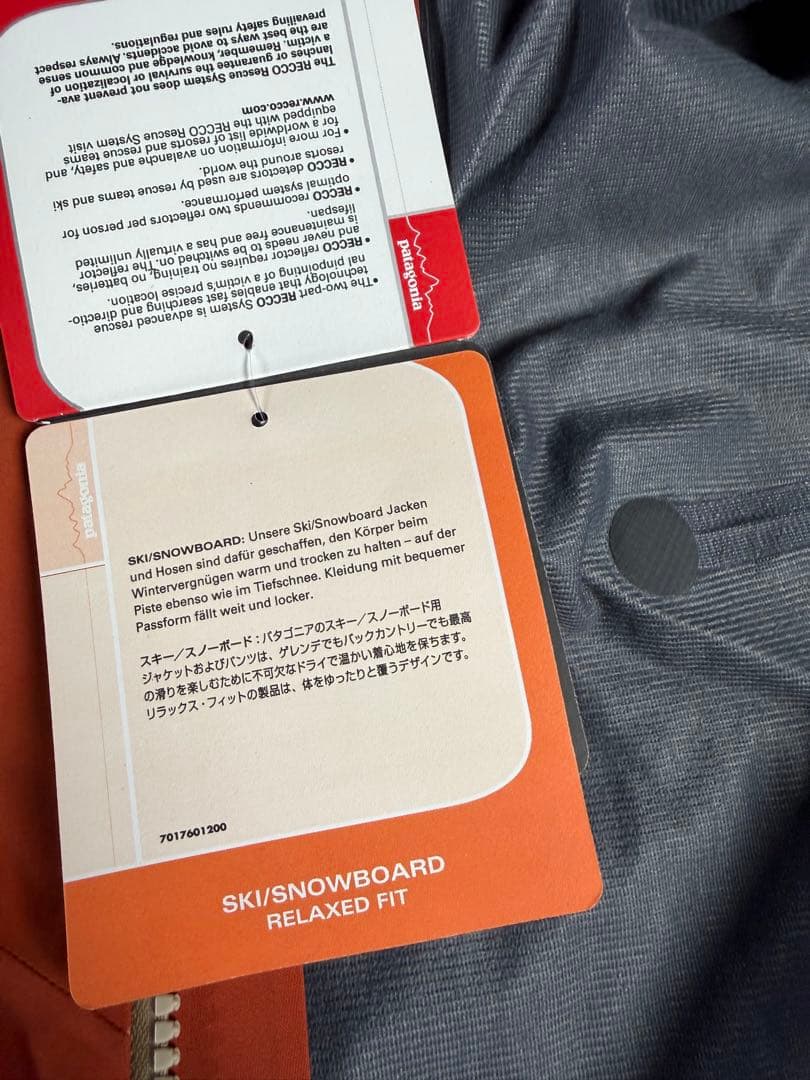 •The two-part RECCO System is advanced rescue
technology that enables fast searching and directio-
nal pinpointing of a victim's precise location.
•RECCO reflector requires no training, no batteries,
and never needs to be switched on. The reflector
is maintenance free and has a virtually unlimited
lifespan.
•RECCO recommends two reflectors per person for
optimal system performance.
•RECCO detectors are used by rescue teams and ski
resorts around the world.
•For more information on avalanche and safety, and
for a worldwide list of resorts and rescue teams
equipped with the RECCO Rescue System visit
www.recco.com
The RECCO Rescue System does not prevent ava-
lanches or guarantee the survival or localization of
a victim. Remember, knowledge and common sense
are the best ways to avoid accidents. Always respect
prevailing safety rules and regulations.
patagonia
patagonia
SKI/SNOWBOARD: Unsere Ski/Snowboard Jacken
und Hosen sind dafür geschaffen, den Körper beim
Wintervergnügen warm und trocken zu halten – auf der
Piste ebenso wie im Tiefschnee. Kleidung mit bequemer
Passform fällt weit und locker.
スキー/スノーボード:パタゴニアのスキー/スノーボード用
ジャケットおよびパンツは、ゲレンデでもバックカントリーでも最高
の滑りを楽しむために不可欠なドライで温かい着心地を保ちます。
リラックス・フィットの製品は、体をゆったりと覆うデザインです。
7017601200
SKI/SNOWBOARD
RELAXED FIT